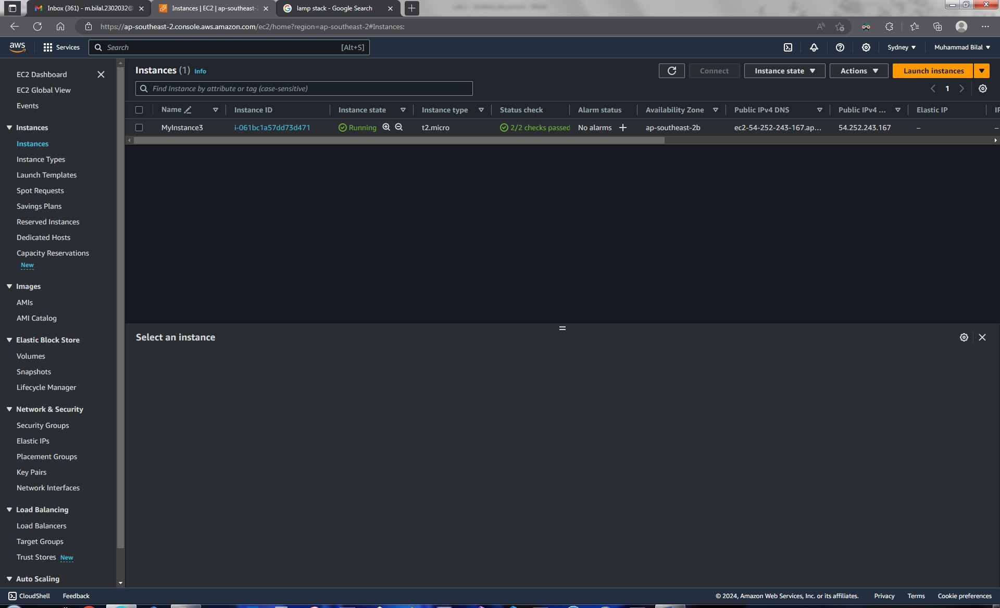 Inbox (361) - m.bilal.2302032@
Instances | EC2 | ap-southeast-2
lamp stack - Google Search
https://ap-southeast-2.console.aws.amazon.com/ec2/home?region=ap-southeast-2#Instances:
aws
Services
Search
[Alt+S]
Sydney
Muhammad Bilal
EC2 Dashboard
EC2 Global View
Events
Instances
Instances
Instance Types
Launch Templates
Spot Requests
Savings Plans
Reserved Instances
Dedicated Hosts
Capacity Reservations
New
Images
AMIs
AMI Catalog
Elastic Block Store
Volumes
Snapshots
Lifecycle Manager
Network & Security
Security Groups
Elastic IPs
Placement Groups
Key Pairs
Network Interfaces
Load Balancing
Load Balancers
Target Groups
Trust Stores New
Auto Scaling
Instances (1) Info
Connect
Instance state
Actions
Launch instances
Find Instance by attribute or tag (case-sensitive)
1
Name Instance ID Instance state Instance type Status check Alarm status Availability Zone Public IPv4 DNS Public IPv4 ... Elastic IP IP
MyInstance3 i-061bc1a57dd73d471 Running t2.micro 2/2 checks passed No alarms + ap-southeast-2b ec2-54-252-243-167.ap... 54.252.243.167 – –
Select an instance
CloudShell
Feedback
© 2024, Amazon Web Services, Inc. or its affiliates.
Privacy
Terms
Cookie preferences